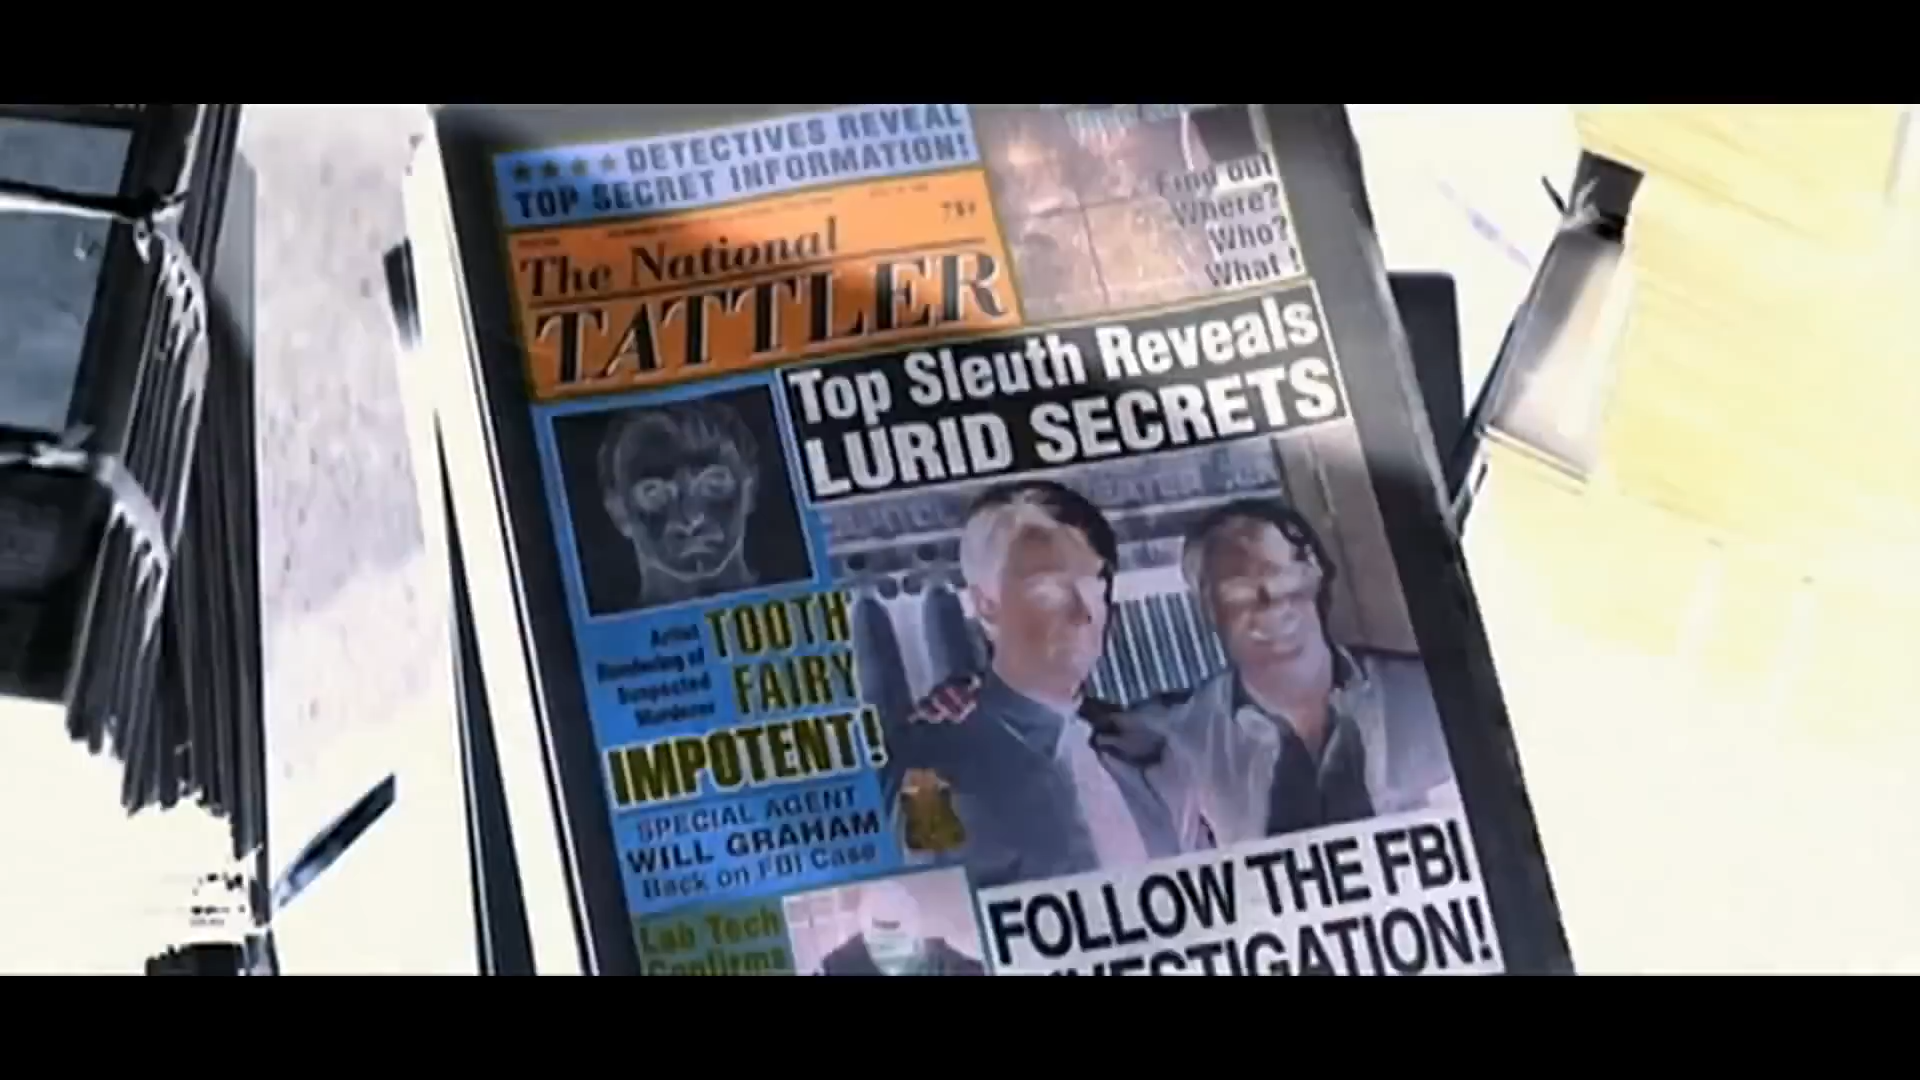 DETECTIVES REVEAL
TOP SECRET INFORMATION!
75¢
The National
TATTLER
Find out
Where?
Who?
What!
Top Sleuth Reveals
LURID SECRETS
Artist
Rendering of
Suspected
Murderer
TOOTH
FAIRY
IMPOTENT!
SPECIAL AGENT
WILL GRAHAM
Back on FBI Case
Lab Tech
Confirms
FOLLOW THE FBI
INVESTIGATION!